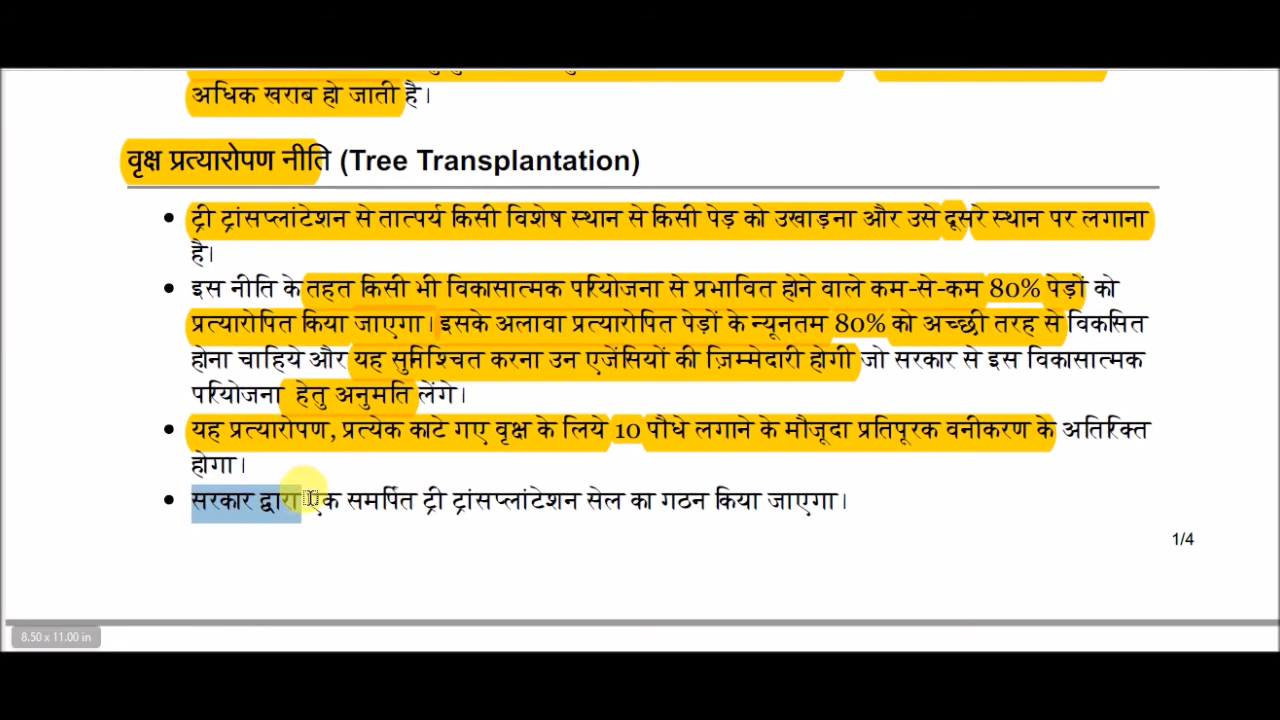 अधिक खराब हो जाती है।
वृक्ष प्रत्यारोपण नीति (Tree Transplantation)
• ट्री ट्रांसप्लांटेशन से तात्पर्य किसी विशेष स्थान से किसी पेड़ को उखाड़ना और उसे दूसरे स्थान पर लगाना
है।
• इस नीति के तहत किसी भी विकासात्मक परियोजना से प्रभावित होने वाले कम-से-कम 80% पेड़ों को
प्रत्यारोपित किया जाएगा। इसके अलावा प्रत्यारोपित पेड़ों के न्यूनतम 80% को अच्छी तरह से विकसित
होना चाहिये और यह सुनिश्चित करना उन एजेंसियों की ज़िम्मेदारी होगी जो सरकार से इस विकासात्मक
परियोजना हेतु अनुमति लेंगे।
• यह प्रत्यारोपण, प्रत्येक काटे गए वृक्ष के लिये 10 पौधे लगाने के मौजूदा प्रतिपूरक वनीकरण के अतिरिक्त
होगा।
• सरकार द्वारा एक समर्पित ट्री ट्रांसप्लांटेशन सेल का गठन किया जाएगा।
1/4
8.50 x 11.00 in